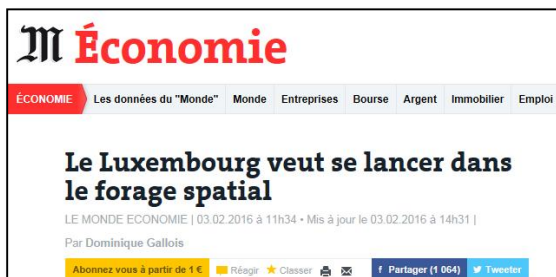 M Économie
ÉCONOMIE Les données du "Monde" Monde Entreprises Bourse Argent Immobilier Emploi
Le Luxembourg veut se lancer dans
le forage spatial
LE MONDE ECONOMIE | 03.02.2016 à 11h34 • Mis à jour le 03.02.2016 à 14h31 |
Par Dominique Gallois
Abonnez vous à partir de 1 € Réagir Classer f Partager (1 064) Tweeter